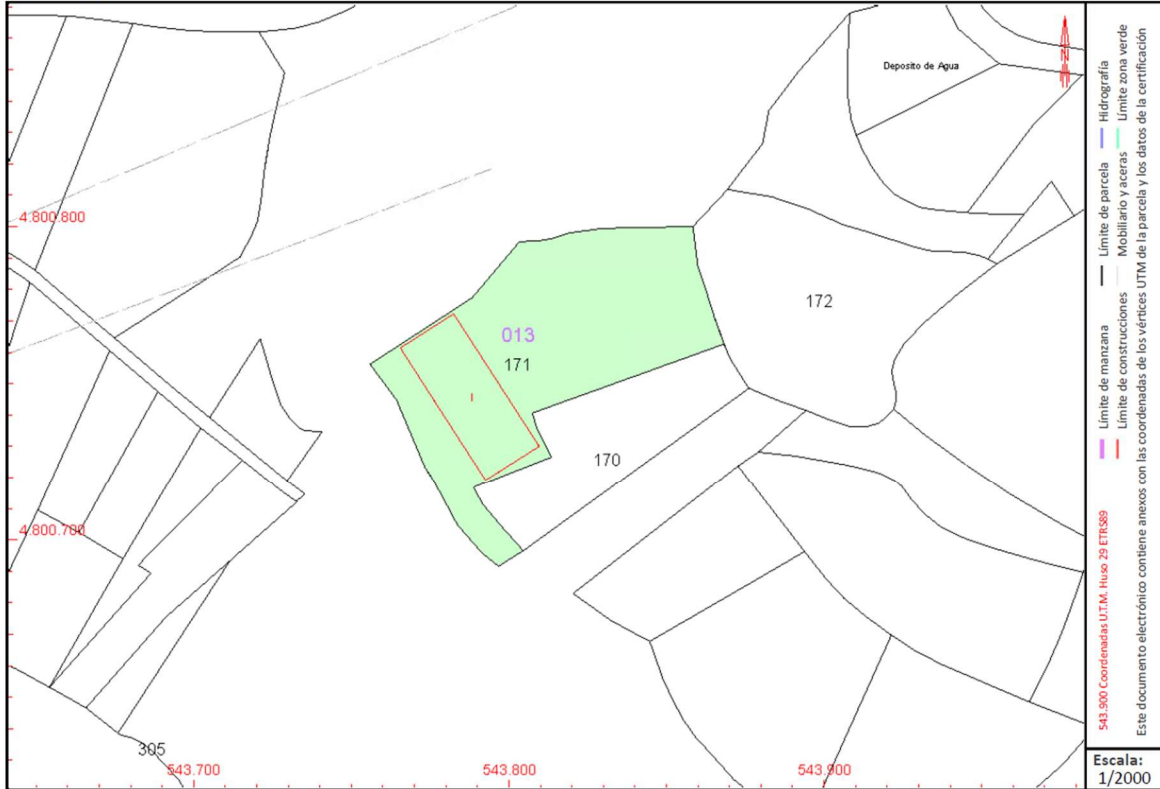 Deposito de Agua
N
4.800.800
172
013
171
I
170
4.800.700
305
543.700
543.800
543.900
Límite de manzana
Límite de parcela
Hidrografía
Límite de construcciones
Mobiliario y aceras
Límite zona verde
543.900 Coordenadas U.T.M. Huso 29 ETRS89
Este documento electrónico contiene anexos con las coordenadas de los vértices UTM de la parcela y los datos de la certificación
Escala:
1/2000